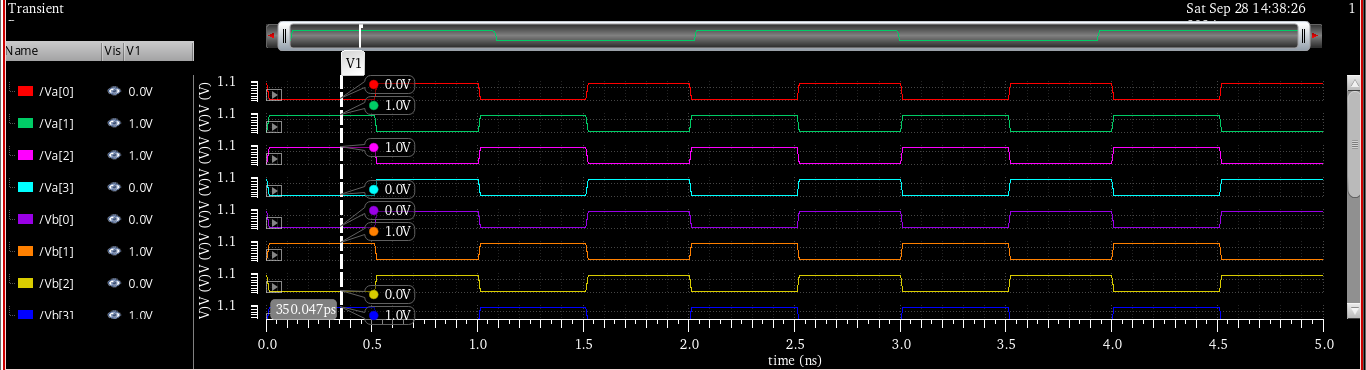 Transient
Sat Sep 28 14:38:26
1
Name Vis V1
V1
/Va[0] 0.0V
/Va[1] 1.0V
/Va[2] 1.0V
/Va[3] 0.0V
/Vb[0] 0.0V
/Vb[1] 1.0V
/Vb[2] 0.0V
/Vb[3] 1.0V
1.1
1.1
1.1
1.1
1.1
1.1
1.1
1.1
0.0V
1.0V
1.0V
0.0V
0.0V
1.0V
0.0V
1.0V
350.047ps
0.0 0.5 1.0 1.5 2.0 2.5 3.0 3.5 4.0 4.5 5.0
time (ns)